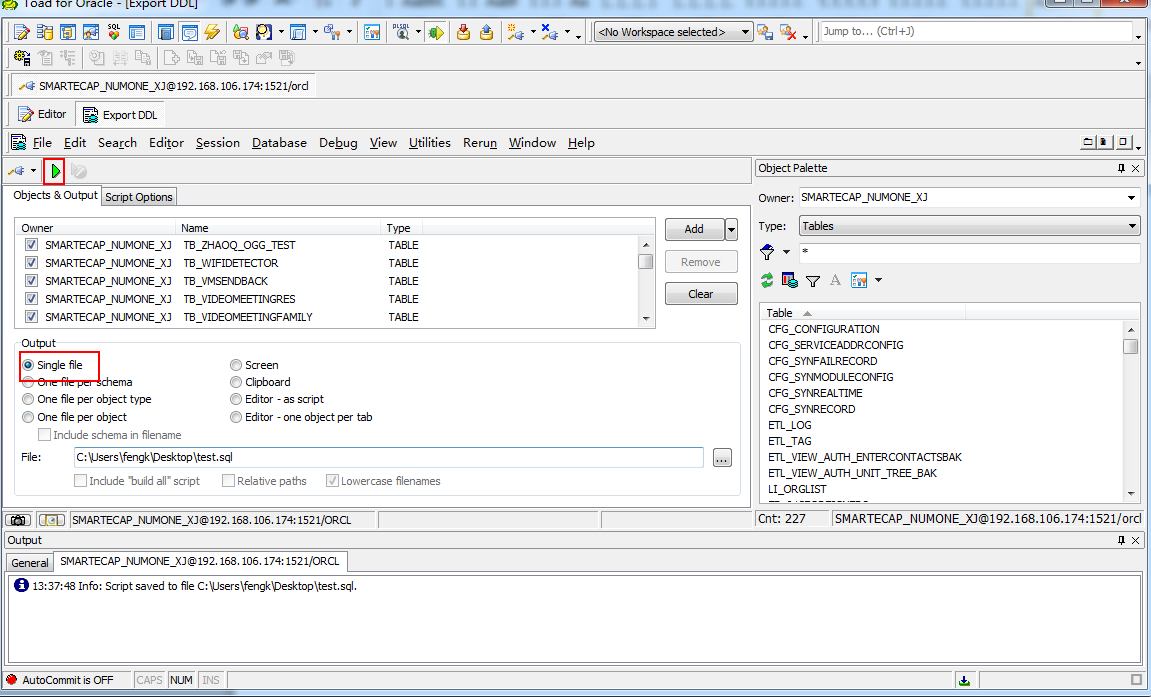 Toad for Oracle - [Export DDL]
SQL
PLSQL
<No Workspace selected>
Jump to... (Ctrl+J)
SMARTECAP_NUMONE_XJ@192.168.106.174:1521/orcl
Editor
Export DDL
File Edit Search Editor Session Database Debug View Utilities Rerun Window Help
Objects & Output
Script Options
Owner Name Type
SMARTECAP_NUMONE_XJ TB_ZHAOQ_OGG_TEST TABLE
SMARTECAP_NUMONE_XJ TB_WIFIDETECTOR TABLE
SMARTECAP_NUMONE_XJ TB_VMSENDBACK TABLE
SMARTECAP_NUMONE_XJ TB_VIDEOMEETINGRES TABLE
SMARTECAP_NUMONE_XJ TB_VIDEOMEETINGFAMILY TABLE
Add
Remove
Clear
Output
Single file
One file per schema
One file per object type
One file per object
Include schema in filename
Screen
Clipboard
Editor - as script
Editor - one object per tab
File: C:\Users\fengk\Desktop\test.sql
...
Include "build all" script
Relative paths
Lowercase filenames
SMARTECAP_NUMONE_XJ@192.168.106.174:1521/ORCL
Object Palette
Owner: SMARTECAP_NUMONE_XJ
Type: Tables
*
A
Table
CFG_CONFIGURATION
CFG_SERVICEADDRCONFIG
CFG_SYNFAILRECORD
CFG_SYNMODULECONFIG
CFG_SYNREALTIME
CFG_SYNRECORD
ETL_LOG
ETL_TAG
ETL_VIEW_AUTH_ENTERCONTACTSBAK
ETL_VIEW_AUTH_UNIT_TREE_BAK
LI_ORGLIST
Cnt: 227
SMARTECAP_NUMONE_XJ@192.168.106.174:1521/orcl
Output
General
SMARTECAP_NUMONE_XJ@192.168.106.174:1521/ORCL
13:37:48 Info: Script saved to file C:\Users\fengk\Desktop\test.sql.
AutoCommit is OFF
CAPS
NUM
INS